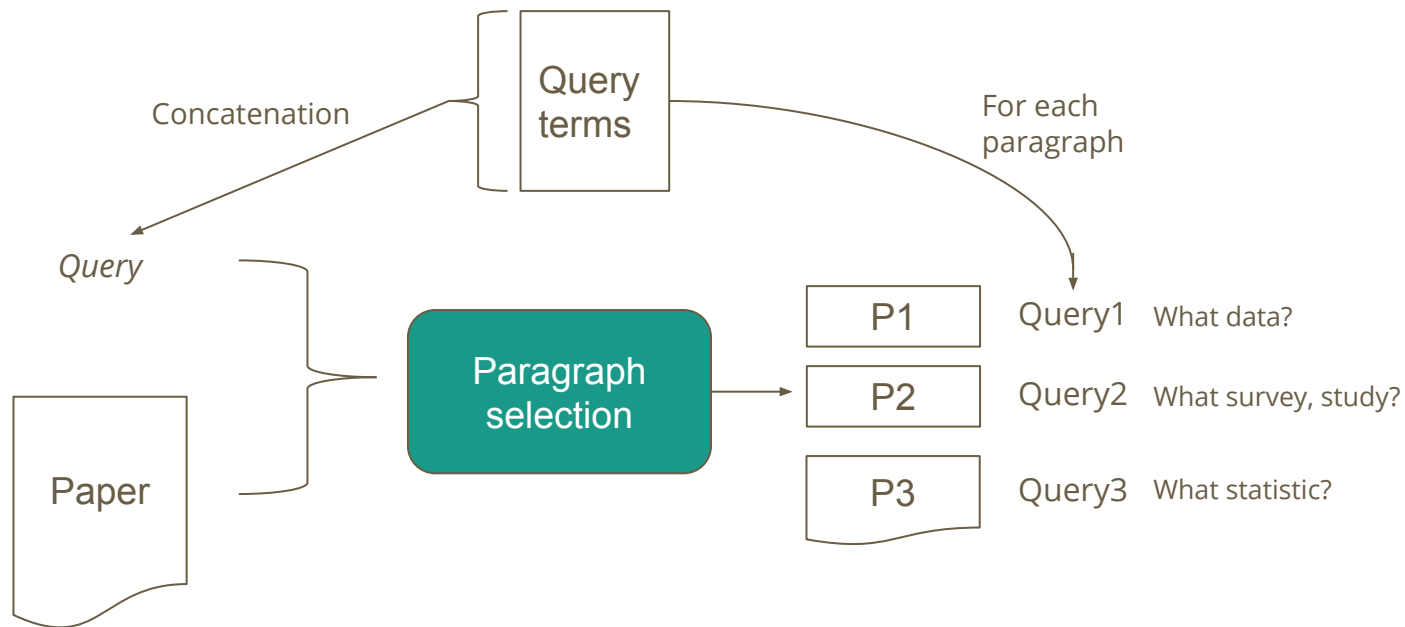 Query
terms
Concatenation
For each
paragraph
Query
Paper
Paragraph
selection
P1
Query1
What data?
P2
Query2
What survey, study?
P3
Query3
What statistic?